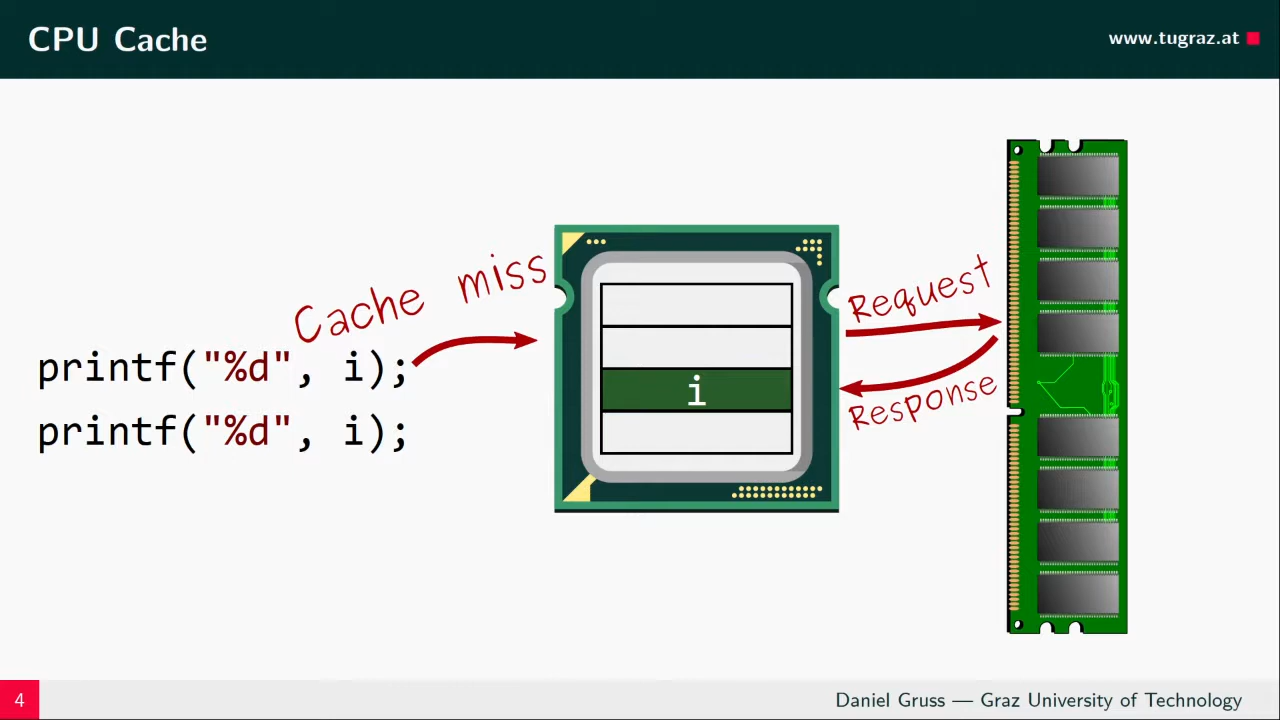 CPU Cache
www.tugraz.at
Cache miss
printf("%d", i);
printf("%d", i);
i
Request
Response
4
Daniel Gruss — Graz University of Technology